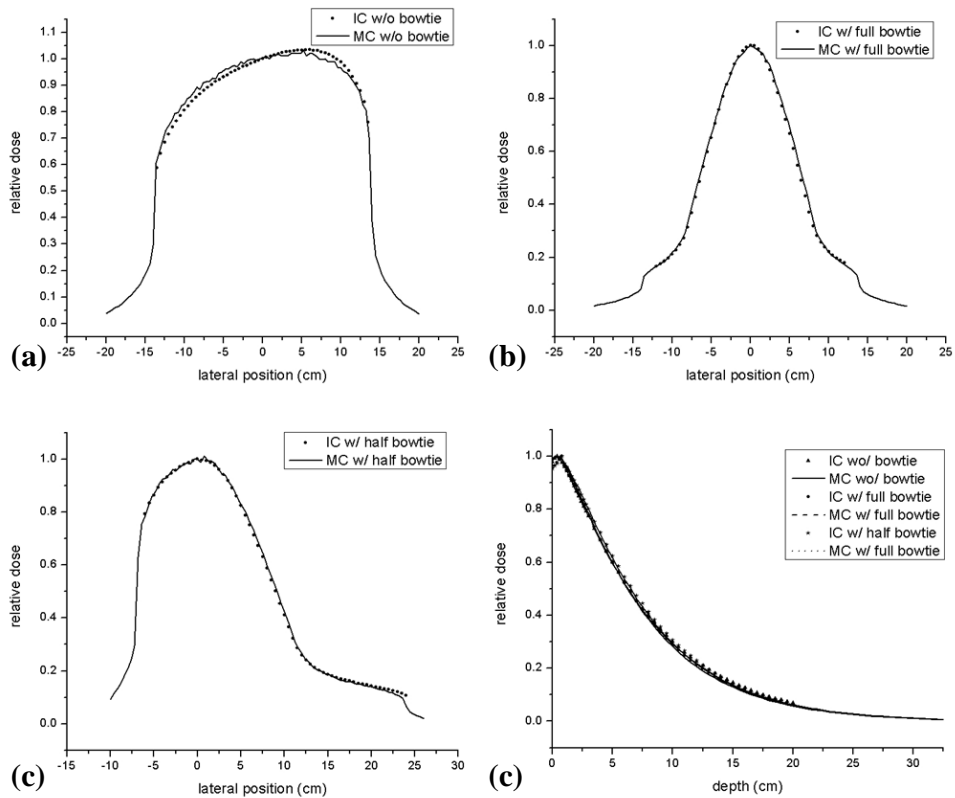 IC w/o bowtie
MC w/o bowtie
1.1
1.0
0.9
0.8
0.7
0.6
0.5
0.4
0.3
0.2
0.1
0.0
relative dose
-25 -20 -15 -10 -5 0 5 10 15 20 25
lateral position (cm)
(a)
IC w/ full bowtie
MC w/ full bowtie
1.0
0.8
0.6
0.4
0.2
0.0
relative dose
-25 -20 -15 -10 -5 0 5 10 15 20 25
lateral position (cm)
(b)
IC w/ half bowtie
MC w/ half bowtie
1.0
0.8
0.6
0.4
0.2
0.0
relative dose
-15 -10 -5 0 5 10 15 20 25 30
lateral position (cm)
(c)
IC wo/ bowtie
MC wo/ bowtie
IC w/ full bowtie
MC w/ full bowtie
IC w/ half bowtie
MC w/ full bowtie
1.0
0.8
0.6
0.4
0.2
0.0
relative dose
0 5 10 15 20 25 30
depth (cm)
(c)